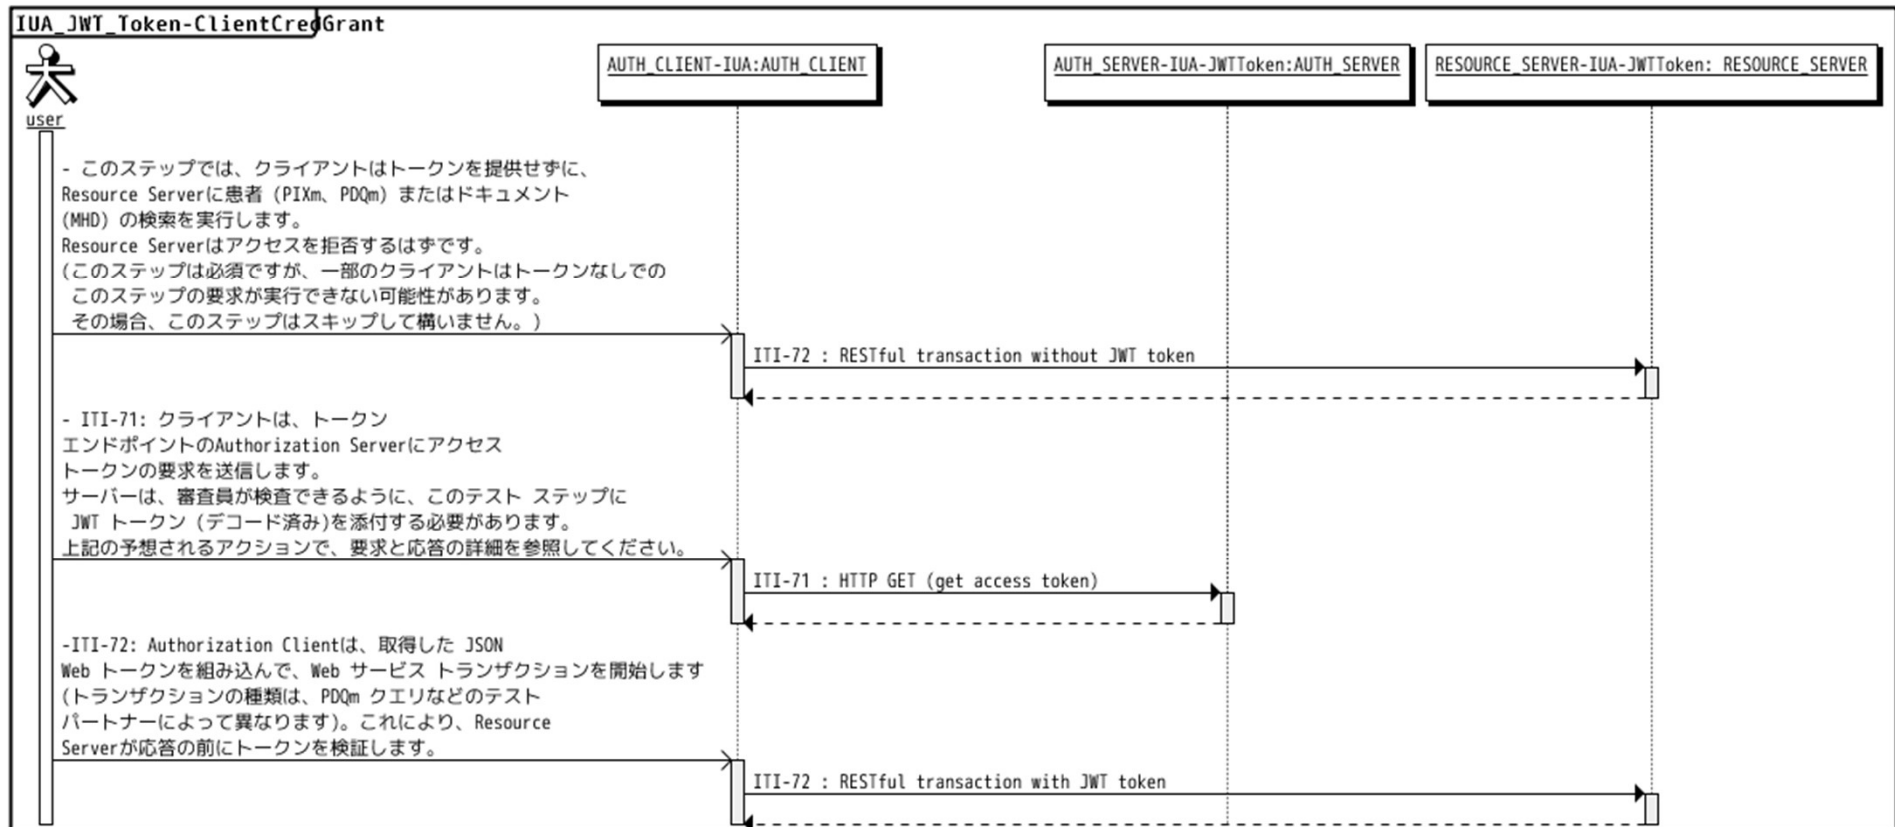 IUA_JWT_Token-ClientCredGrant
AUTH_CLIENT-IUA:AUTH_CLIENT
AUTH_SERVER-IUA-JWTToken:AUTH_SERVER
RESOURCE_SERVER-IUA-JWTToken: RESOURCE_SERVER
user
- このステップでは、クライアントはトークンを提供せずに、
Resource Serverに患者 (PIXm、PDQm) またはドキュメント
(MHD) の検索を実行します。
Resource Serverはアクセスを拒否するはずです。
(このステップは必須ですが、一部のクライアントはトークンなしでの
このステップの要求が実行できない可能性があります。
その場合、このステップはスキップして構いません。)
ITI-72 : RESTful transaction without JWT token
- ITI-71: クライアントは、トークン
エンドポイントのAuthorization Serverにアクセス
トークンの要求を送信します。
サーバーは、審査員が検査できるように、このテスト ステップに
JWT トークン (デコード済み)を添付する必要があります。
上記の予想されるアクションで、要求と応答の詳細を参照してください。
ITI-71 : HTTP GET (get access token)
-ITI-72: Authorization Clientは、取得した JSON
Web トークンを組み込んで、Web サービス トランザクションを開始します
(トランザクションの種類は、PDQm クエリなどのテスト
パートナーによって異なります)。これにより、Resource
Serverが応答の前にトークンを検証します。
ITI-72 : RESTful transaction with JWT token